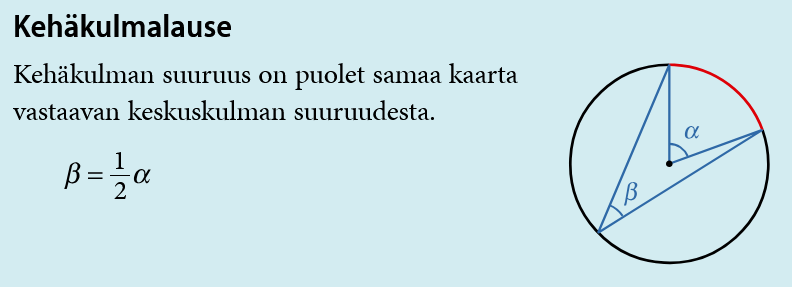 Kehäkulmalause
Kehäkulman suuruus on puolet samaa kaarta
vastaavan keskuskulman suuruudesta.
β = 1/2 α
α
β